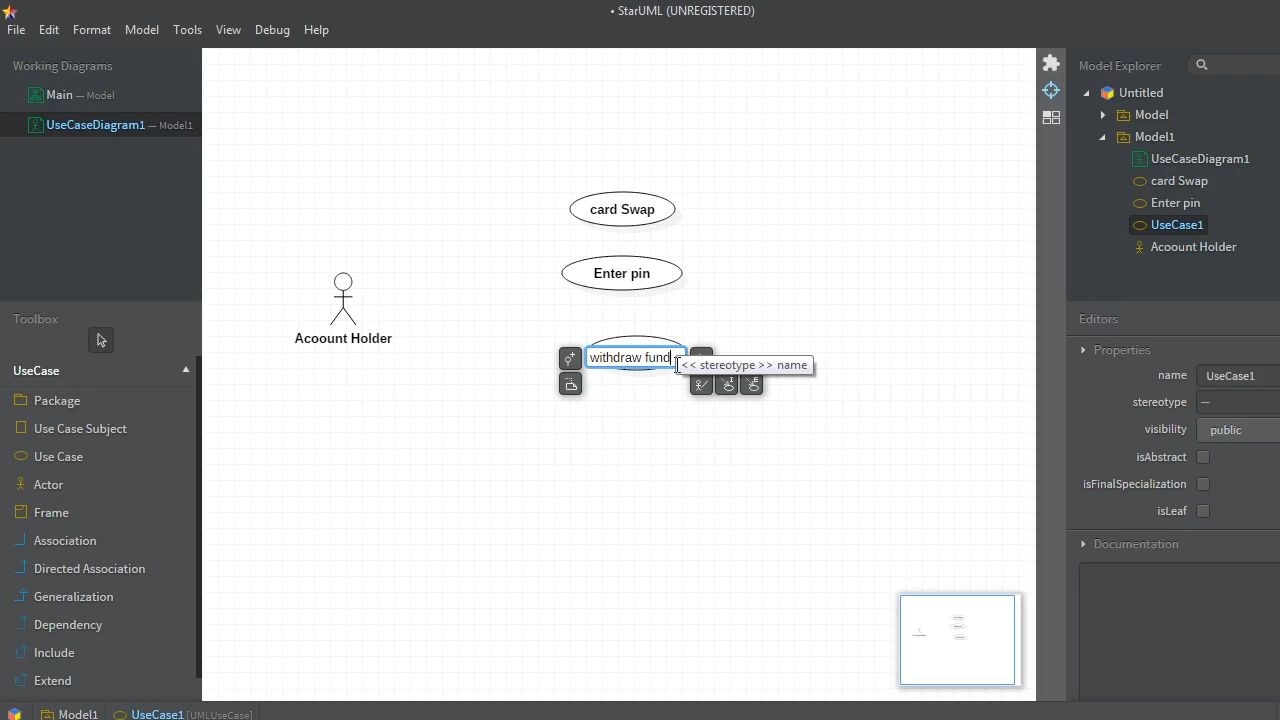 • StarUML (UNREGISTERED)
File Edit Format Model Tools View Debug Help
Working Diagrams
Main — Model
UseCaseDiagram1 — Model1
Toolbox
UseCase
Package
Use Case Subject
Use Case
Actor
Frame
Association
Directed Association
Generalization
Dependency
Include
Extend
card Swap
Enter pin
withdraw fund
<< stereotype >> name
Acoount Holder
Model Explorer
Untitled
Model
Model1
UseCaseDiagram1
card Swap
Enter pin
UseCase1
Acoount Holder
Editors
Properties
name UseCase1
stereotype —
visibility public
isAbstract
isFinalSpecialization
isLeaf
Documentation
Model1 UseCase1 [UMLUseCase]